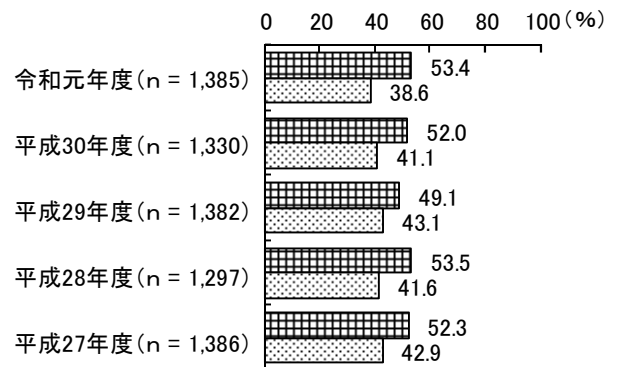 0 20 40 60 80 100(%)
令和元年度(n = 1,385) 53.4
38.6
平成30年度(n = 1,330) 52.0
41.1
平成29年度(n = 1,382) 49.1
43.1
平成28年度(n = 1,297) 53.5
41.6
平成27年度(n = 1,386) 52.3
42.9